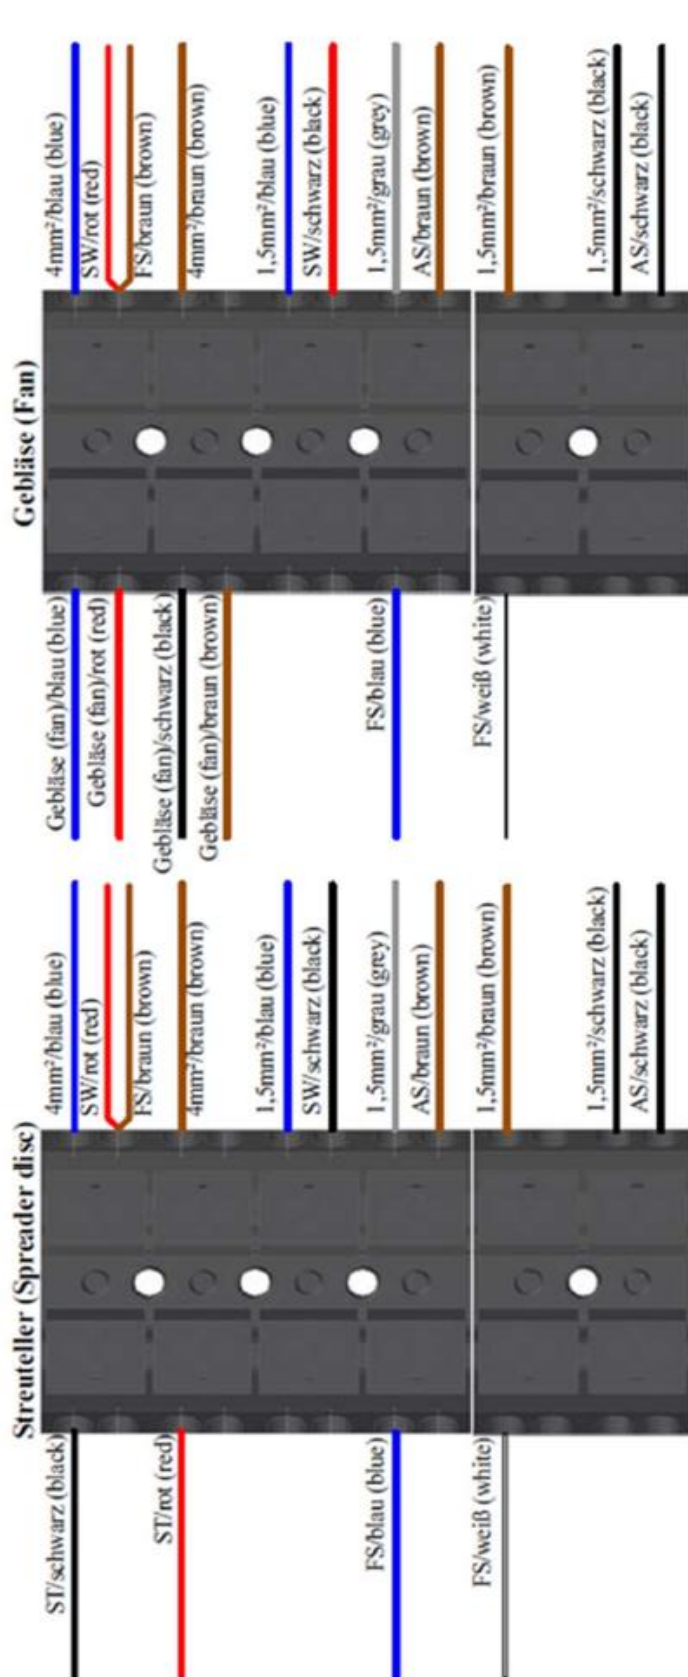 Gebläse (Fan)
4mm²/blau (blue)
SW/rot (red)
FS/braun (brown)
4mm²/braun (brown)
1,5mm²/blau (blue)
SW/schwarz (black)
1,5mm²/grau (grey)
AS/braun (brown)
1,5mm²/braun (brown)
1,5mm²/schwarz (black)
AS/schwarz (black)
Gebläse (fan)/blau (blue)
Gebläse (fan)/rot (red)
Gebläse (fan)/schwarz (black)
Gebläse (fan)/braun (brown)
FS/blau (blue)
FS/weiß (white)
Streuteller (Spreader disc)
4mm²/blau (blue)
SW/rot (red)
FS/braun (brown)
4mm²/braun (brown)
1,5mm²/blau (blue)
SW/schwarz (black)
1,5mm²/grau (grey)
AS/braun (brown)
1,5mm²/braun (brown)
1,5mm²/schwarz (black)
AS/schwarz (black)
ST/schwarz (black)
ST/rot (red)
FS/blau (blue)
FS/weiß (white)